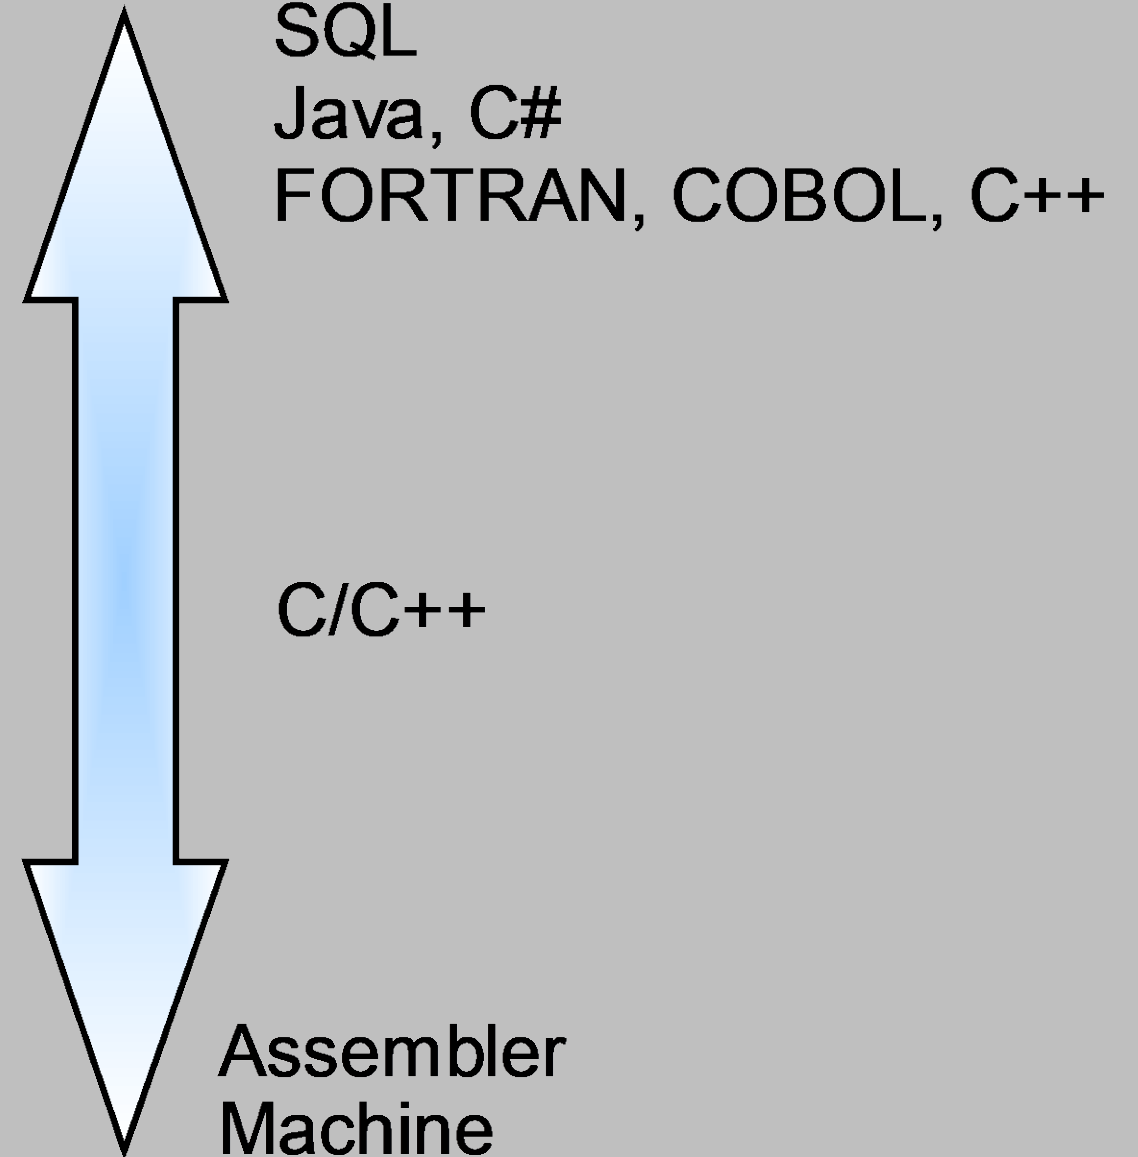 SQL
Java, C#
FORTRAN, COBOL, C++
C/C++
Assembler
Machine